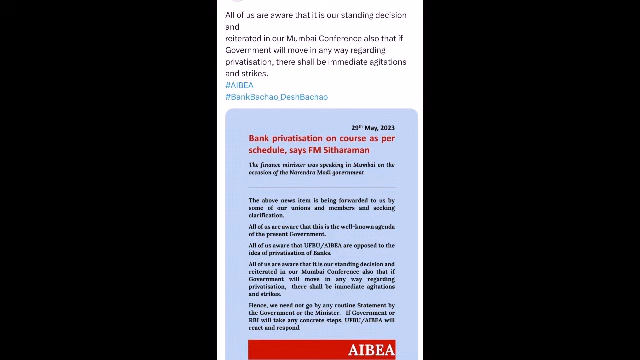 All of us are aware that it is our standing decision
and
reiterated in our Mumbai Conference also that if
Government will move in any way regarding
privatisation, there shall be immediate agitations
and strikes.
#AIBEA
#BankBachao_DeshBachao
29th May, 2023
Bank privatisation on course as per
schedule, says FM Sitharaman
The finance minister was speaking in Mumbai on the
occasion of the Narendra Modi government
The above news item is being forwarded to us by
some of our unions and members and seeking
clarification.
All of us are aware that this is the well-known agenda
of the present Government.
All of us aware that UFBU/AIBEA are opposed to the
idea of privatisation of Banks.
All of us are aware that it is our standing decision and
reiterated in our Mumbai Conference also that if
Government will move in any way regarding
privatisation, there shall be immediate agitations
and strikes.
Hence, we need not go by any routine Statement by
the Government or the Minister. If Government or
RBI will take any concrete steps, UFBU/AIBEA will
react and respond
AIBEA